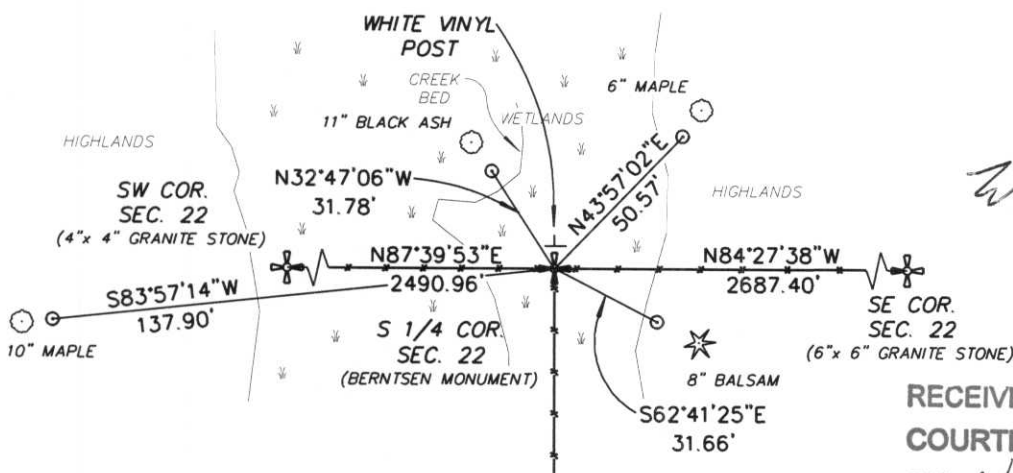 WHITE VINYL
POST
CREEK
BED
6" MAPLE
11" BLACK ASH
WETLANDS
HIGHLANDS
N32°47'06"W
31.78'
N43°57'02"E
50.57'
HIGHLANDS
SW COR.
SEC. 22
(4"x 4" GRANITE STONE)
N87°39'53"E
2490.96'
N84°27'38"W
2687.40'
S83°57'14"W
137.90'
10" MAPLE
S 1/4 COR.
SEC. 22
(BERNTSEN MONUMENT)
SE COR.
SEC. 22
(6"x 6" GRANITE STONE)
8" BALSAM
S62°41'25"E
31.66'